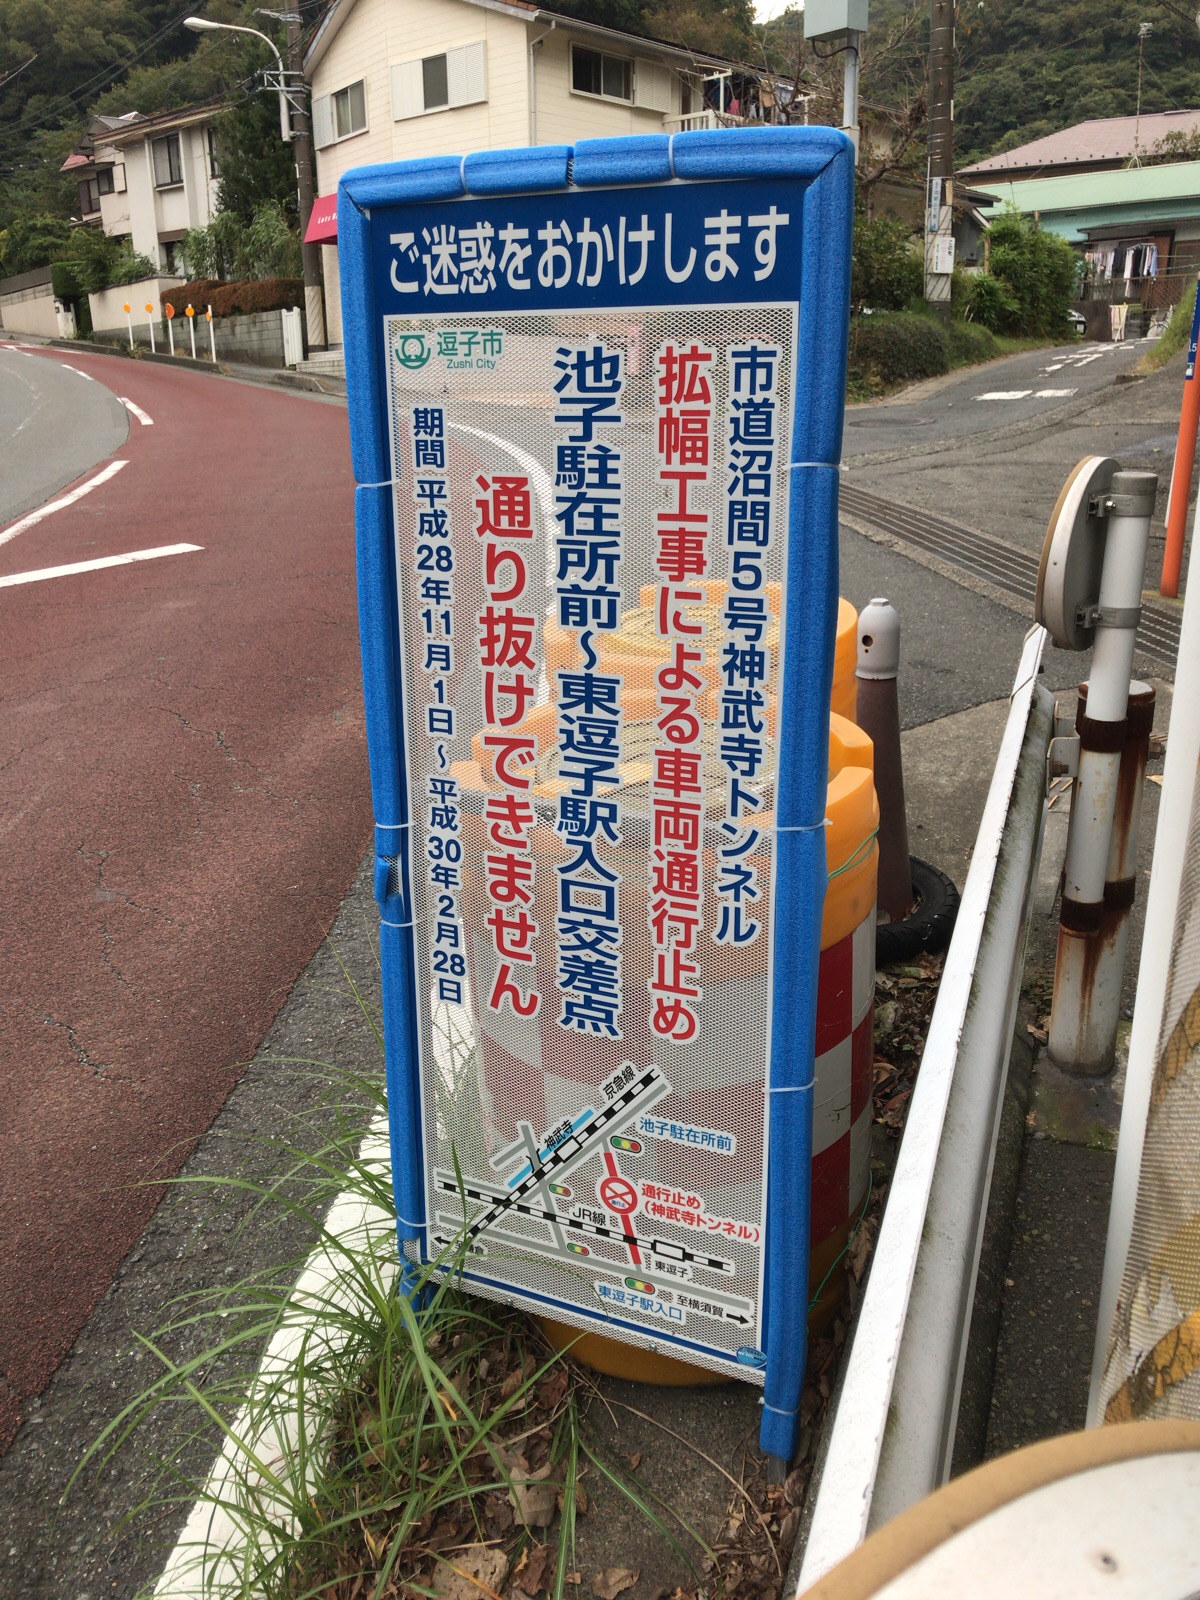 ご迷惑をおかけします
逗子市
Zushi City
市道沼間5号神武寺トンネル
拡幅工事による車両通行止め
池子駐在所前～東逗子駅入口交差点
通り抜けできません
期間 平成28年11月1日～平成30年2月28日
京急線
神武寺
池子駐在所前
通行止め
(神武寺トンネル)
JR線
東逗子
東逗子駅入口
至横須賀